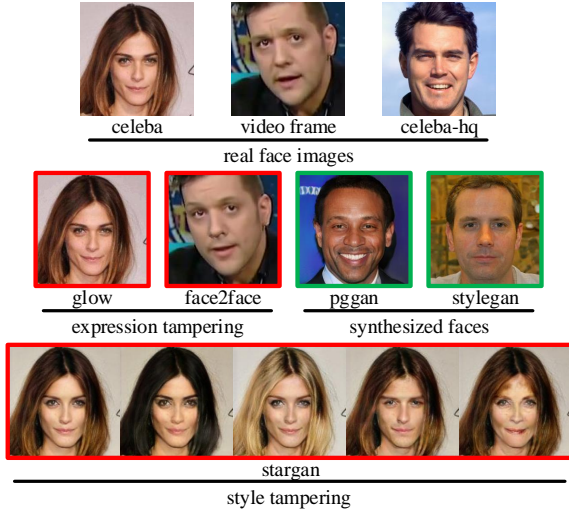 celeba video frame celeba-hq
real face images
glow face2face pggan stylegan
expression tampering synthesized faces
stargan
style tampering